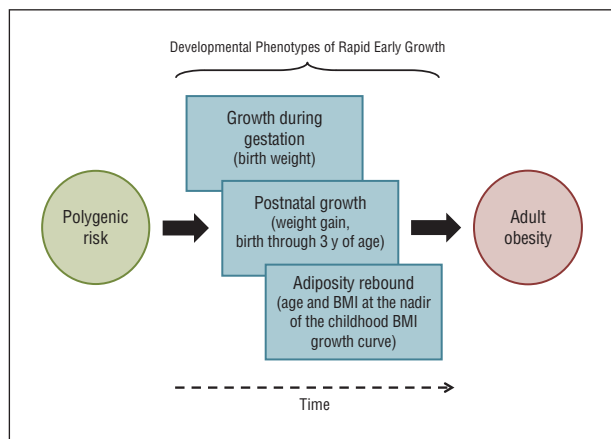 Developmental Phenotypes of Rapid Early Growth
Growth during
gestation
(birth weight)
Polygenic
risk
Postnatal growth
(weight gain,
birth through 3 y of age)
Adult
obesity
Adiposity rebound
(age and BMI at the nadir
of the childhood BMI
growth curve)
Time